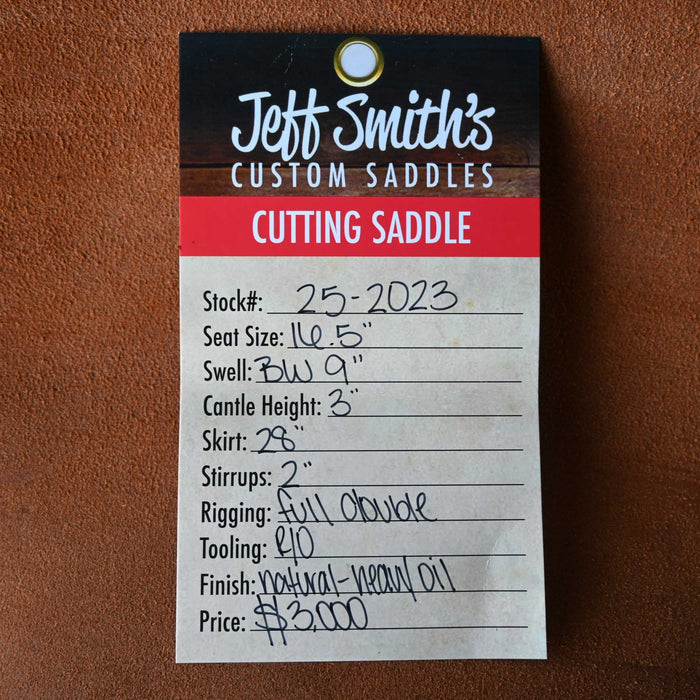 Jeff Smith's
CUSTOM SADDLES
CUTTING SADDLE
Stock#: 25-2023
Seat Size: 16.5"
Swell: BW 9"
Cantle Height: 3"
Skirt: 28"
Stirrups: 2"
Rigging: full double
Tooling: R/O
Finish: natural-heavy oil
Price: $3,000